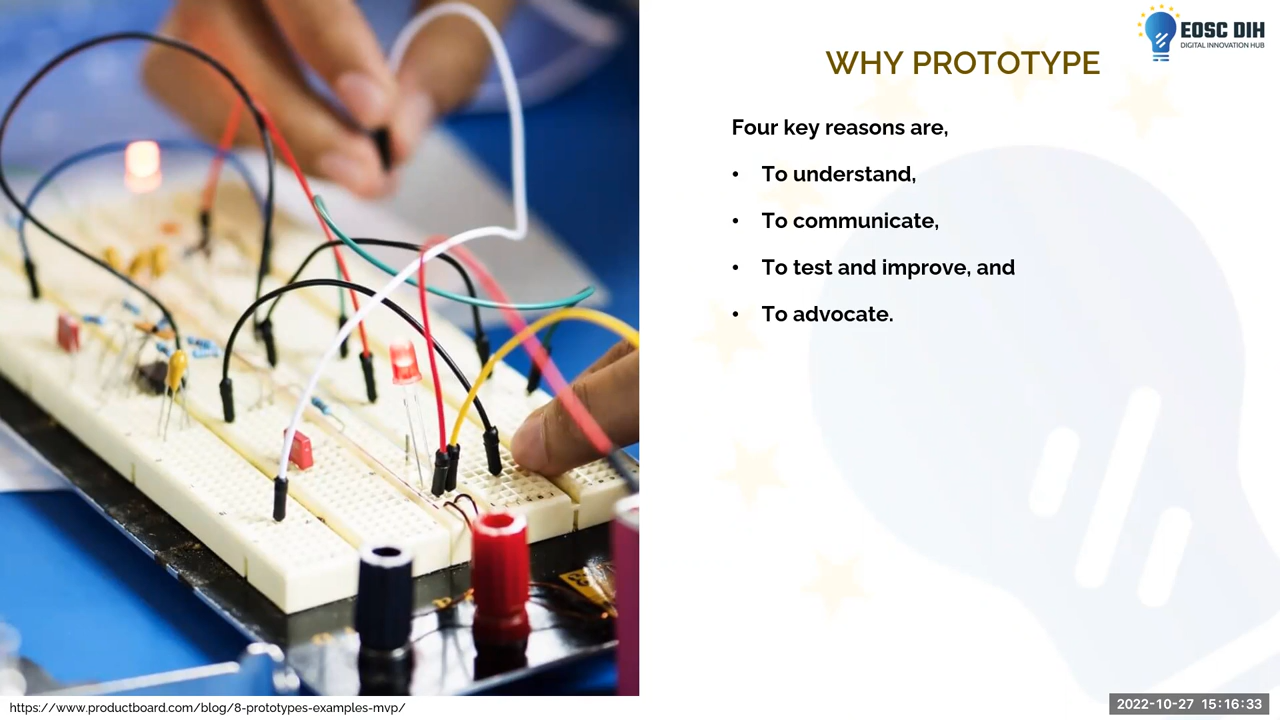 EOSC DIH
DIGITAL INNOVATION HUB
WHY PROTOTYPE
Four key reasons are,
• To understand,
• To communicate,
• To test and improve, and
• To advocate.
https://www.productboard.com/blog/8-prototypes-examples-mvp/
2022-10-27 15:16:33